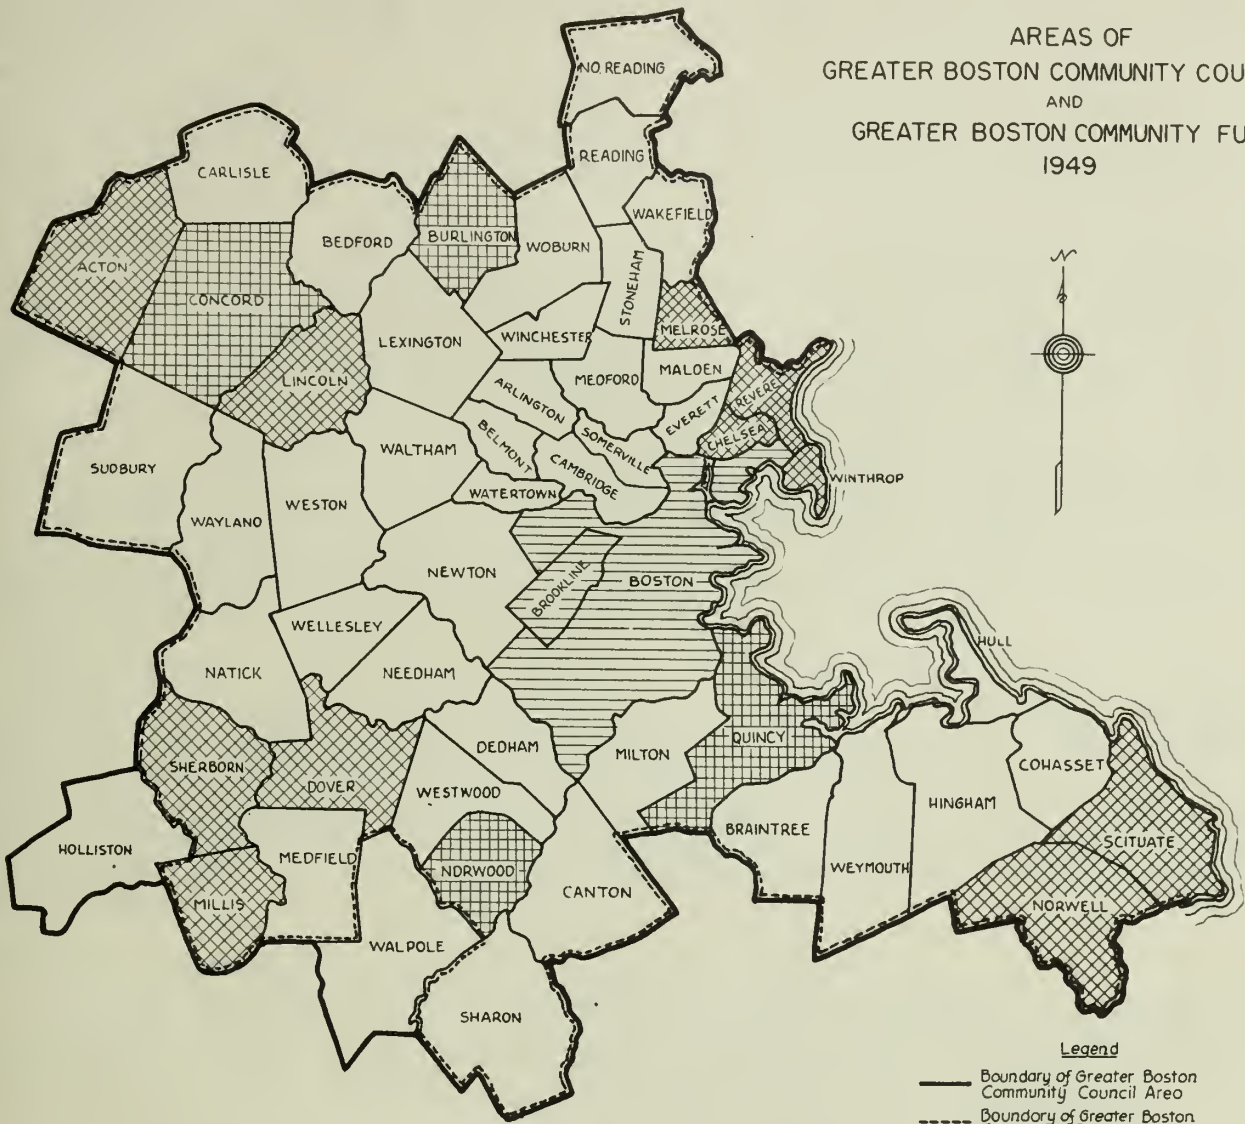 AREAS OF
GREATER BOSTON COMMUNITY COU
AND
GREATER BOSTON COMMUNITY FU
1949
NO. READING
READING
CARLISLE
WAKEFIELD
BEDFORD
BURLINGTON
WOBURN
STONEHAM
ACTON
CONCORD
MELROSE
WINCHESTER
LEXINGTON
MALDEN
MEDFORD
LINCOLN
ARLINGTON
REVERE
EVERETT
CHELSEA
SOMERVILLE
BELMONT
WALTHAM
CAMBRIDGE
SUDBURY
WINTHROP
WATERTOWN
WESTON
WAYLAND
NEWTON
BROOKLINE
BOSTON
WELLESLEY
HULL
NATICK
NEEDHAM
QUINCY
DEDHAM
MILTON
SHERBORN
COHASSET
DOVER
WESTWOOD
HINGHAM
BRAINTREE
SCITUATE
HOLLISTON
MEDFIELD
WEYMOUTH
NORWOOD
CANTON
MILLIS
NORWELL
WALPOLE
SHARON
N
Legend
Boundary of Greater Boston
Community Council Area
Boundary of Greater Boston